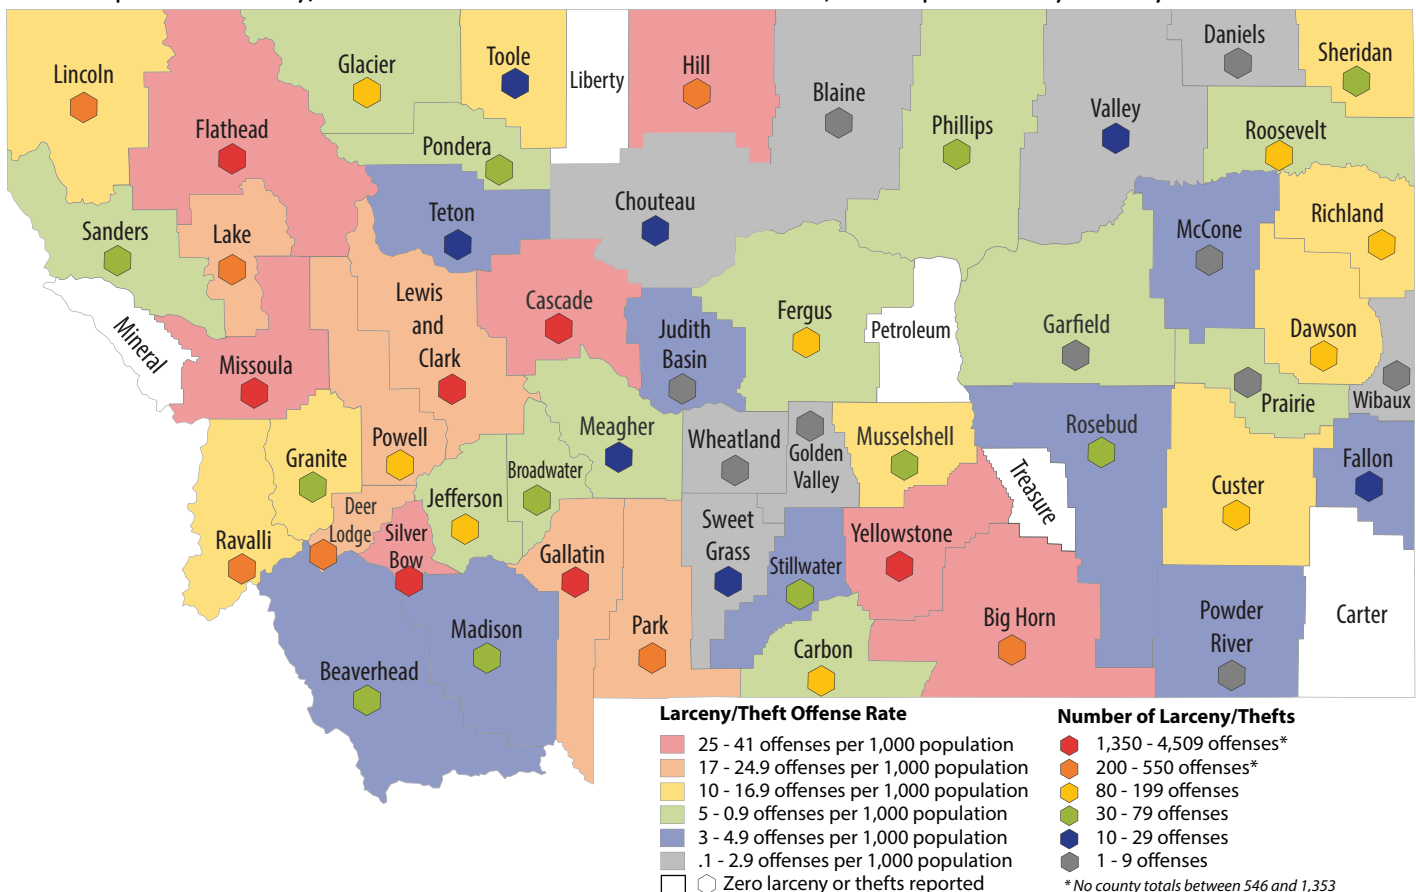 Daniels
Sheridan
Toole
Glacier
Lincoln
Liberty
Hill
Blaine
Valley
Phillips
Roosevelt
Flathead
Pondera
Chouteau
Teton
Richland
McCone
Sanders
Lake
Lewis
and
Clark
Cascade
Fergus
Judith
Basin
Petroleum
Garfield
Dawson
Mineral
Missoula
Prairie
Wibaux
Meagher
Rosebud
Powell
Wheatland
Golden
Valley
Musselshell
Granite
Broadwater
Fallon
Treasure
Custer
Jefferson
Deer
Lodge
Silver
Bow
Sweet
Grass
Yellowstone
Ravalli
Gallatin
Stillwater
Powder
River
Carter
Big Horn
Park
Madison
Carbon
Beaverhead
Larceny/Theft Offense Rate
25 - 41 offenses per 1,000 population
17 - 24.9 offenses per 1,000 population
10 - 16.9 offenses per 1,000 population
5 - 0.9 offenses per 1,000 population
3 - 4.9 offenses per 1,000 population
.1 - 2.9 offenses per 1,000 population
Zero larceny or thefts reported
Number of Larceny/Thefts
1,350 - 4,509 offenses*
200 - 550 offenses*
80 - 199 offenses
30 - 79 offenses
10 - 29 offenses
1 - 9 offenses
* No county totals between 546 and 1,353